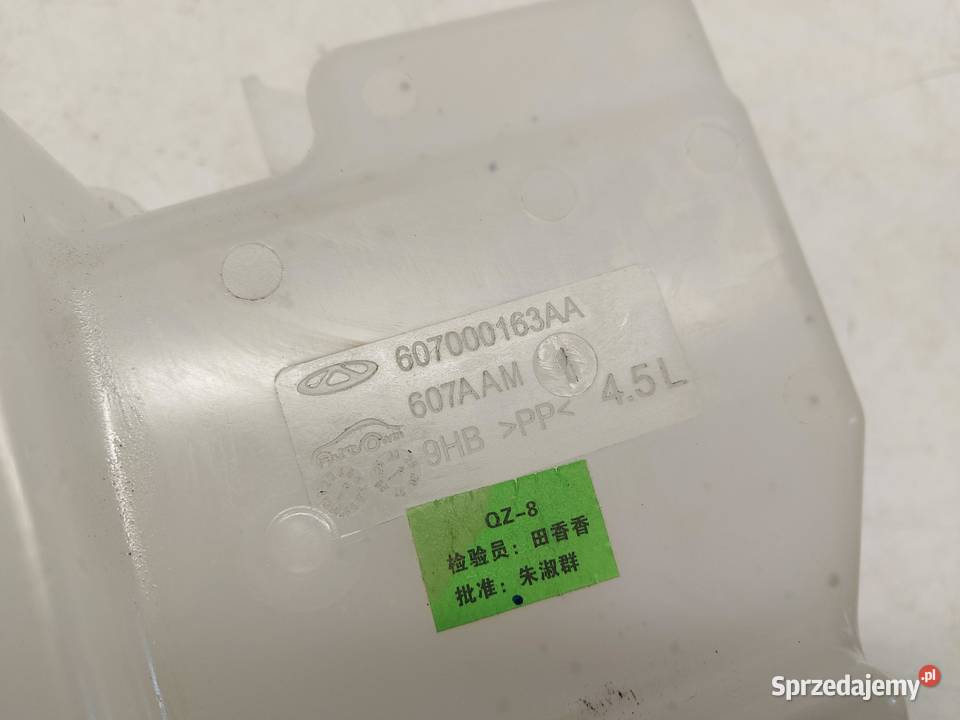 607000163AA
607AAM
9HB >PP< 4.5L
QZ-8
检验员：田香香
批准：朱淑群
Sprzedajemy.pl